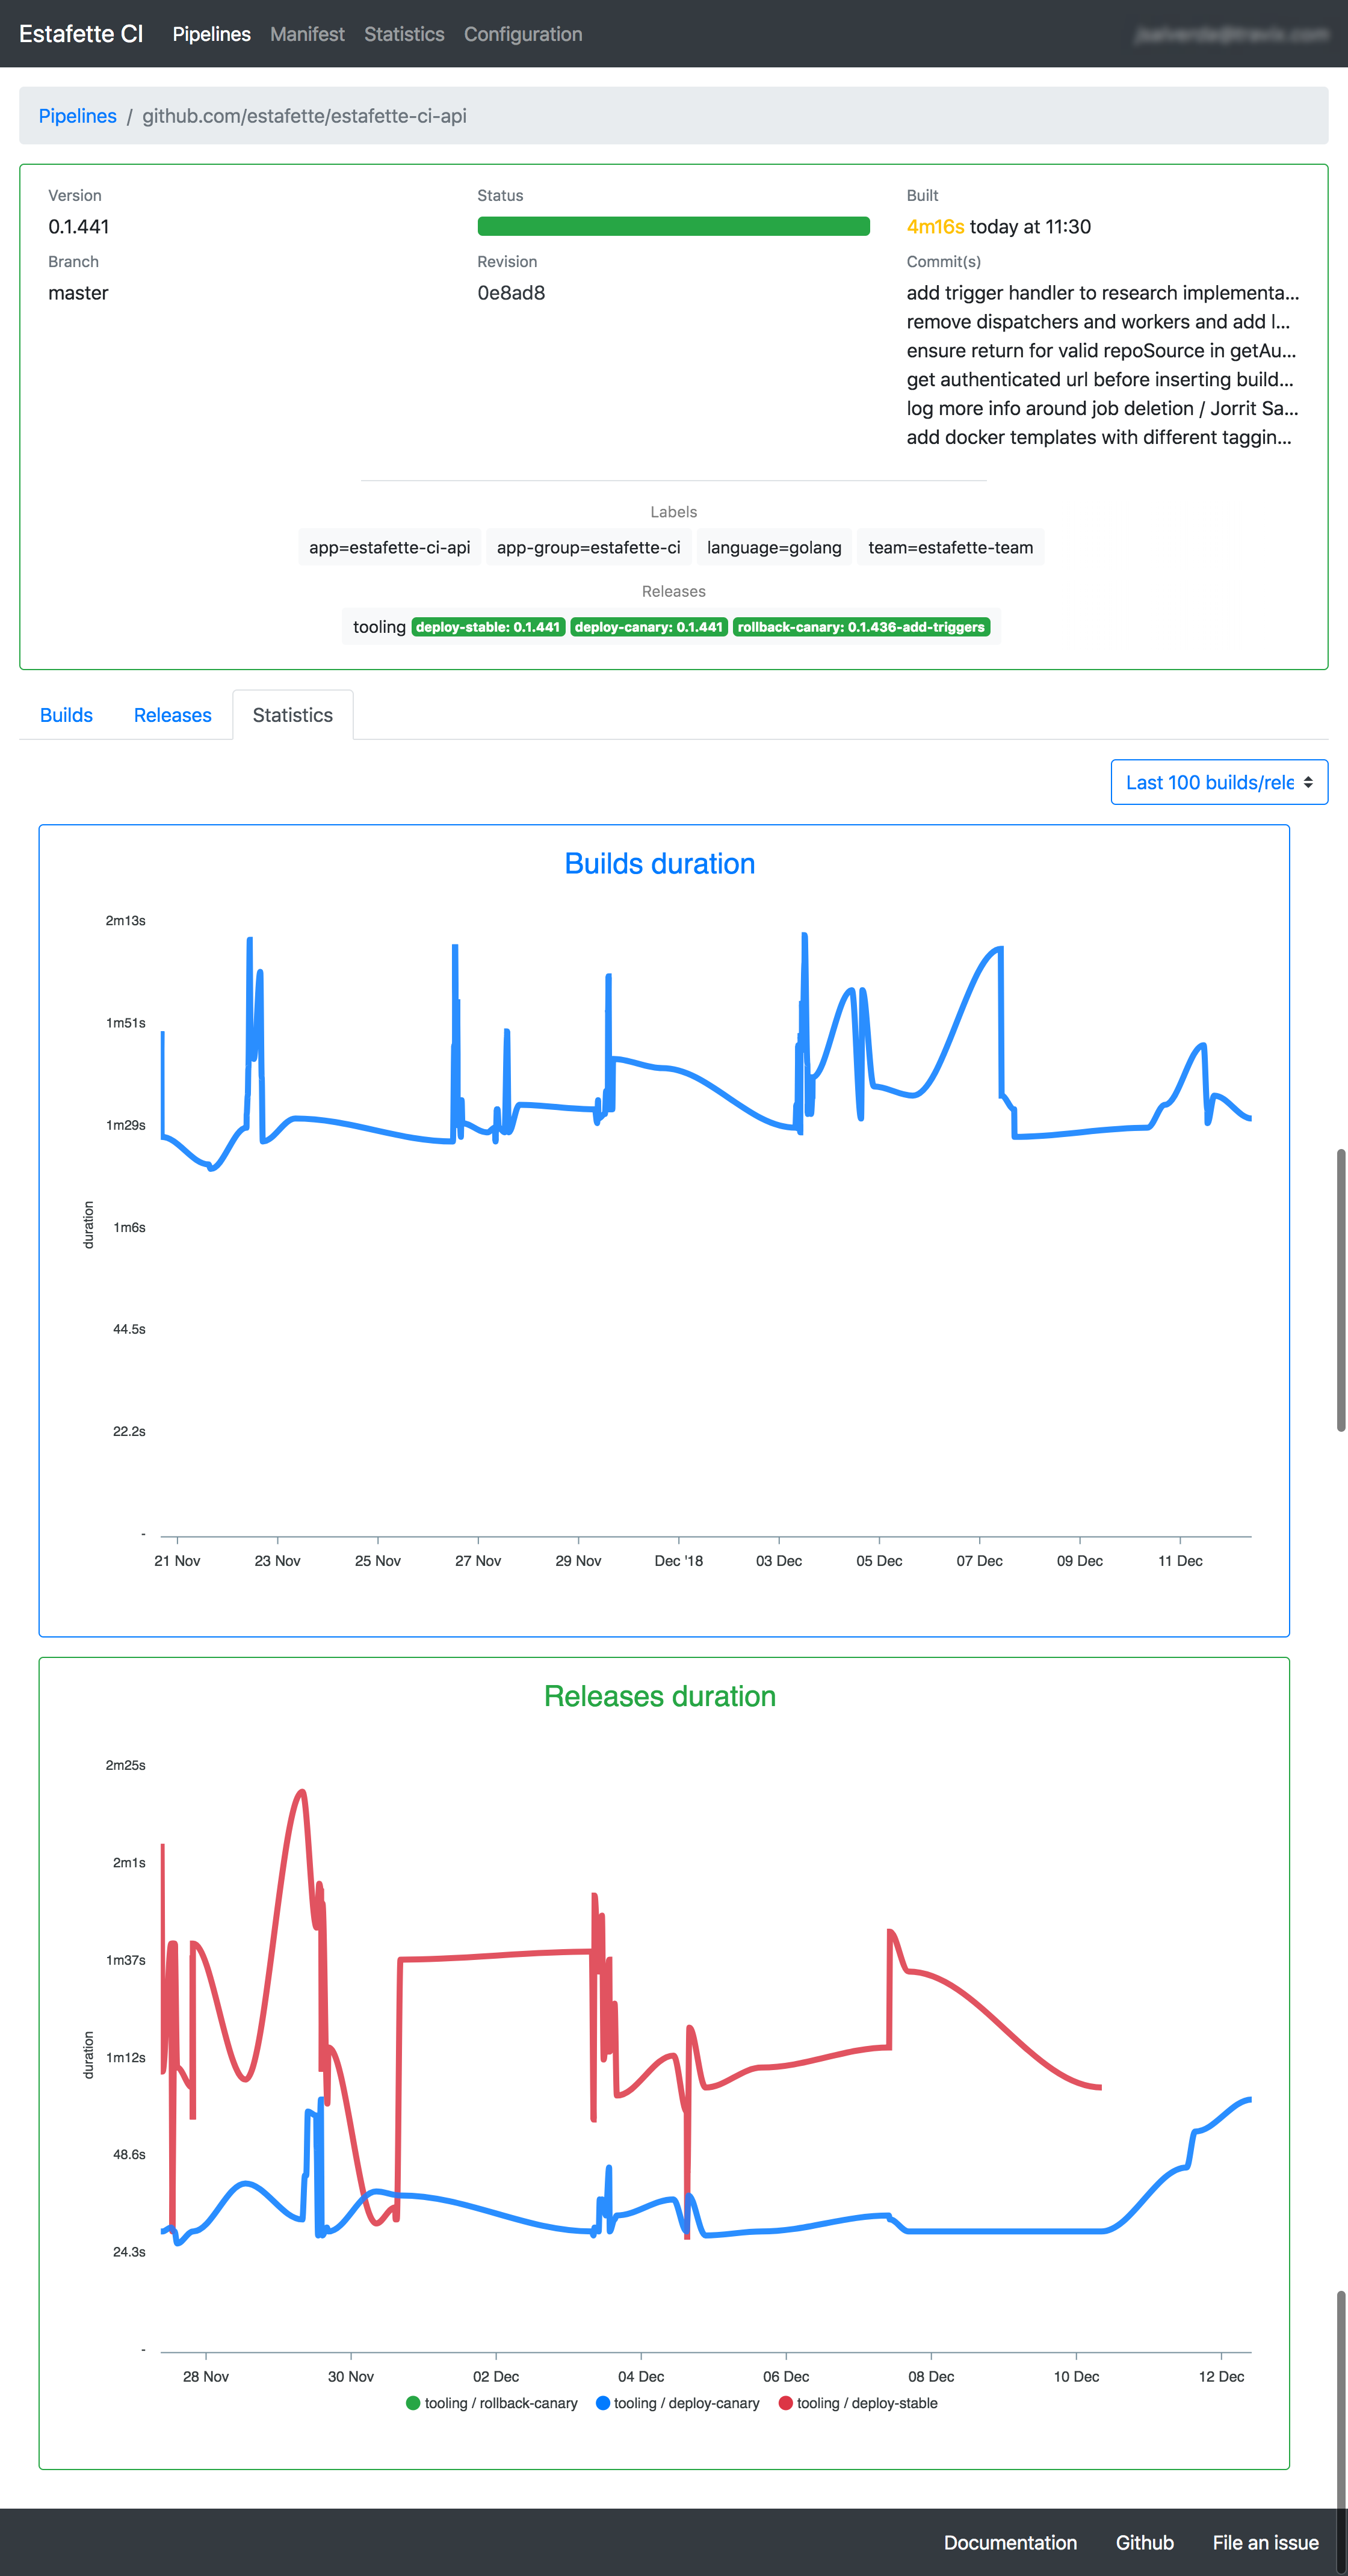 Estafette CI Pipelines Manifest Statistics Configuration
Pipelines / github.com/estafette/estafette-ci-api
Version Status Built
0.1.441 4m16s today at 11:30
Branch Revision Commit(s)
master 0e8ad8 add trigger handler to research implementa...
remove dispatchers and workers and add l...
ensure return for valid repoSource in getAu...
get authenticated url before inserting build...
log more info around job deletion / Jorrit Sa...
add docker templates with different taggin...
Labels
app=estafette-ci-api app-group=estafette-ci language=golang team=estafette-team
Releases
tooling deploy-stable: 0.1.441 deploy-canary: 0.1.441 rollback-canary: 0.1.436-add-triggers
Builds Releases Statistics
Last 100 builds/rele
Builds duration
2m13s
1m51s
1m29s
1m6s
44.5s
22.2s
-
duration
21 Nov 23 Nov 25 Nov 27 Nov 29 Nov Dec '18 03 Dec 05 Dec 07 Dec 09 Dec 11 Dec
Releases duration
2m25s
2m1s
1m37s
1m12s
48.6s
24.3s
-
duration
28 Nov 30 Nov 02 Dec 04 Dec 06 Dec 08 Dec 10 Dec 12 Dec
tooling / rollback-canary tooling / deploy-canary tooling / deploy-stable
Documentation Github File an issue